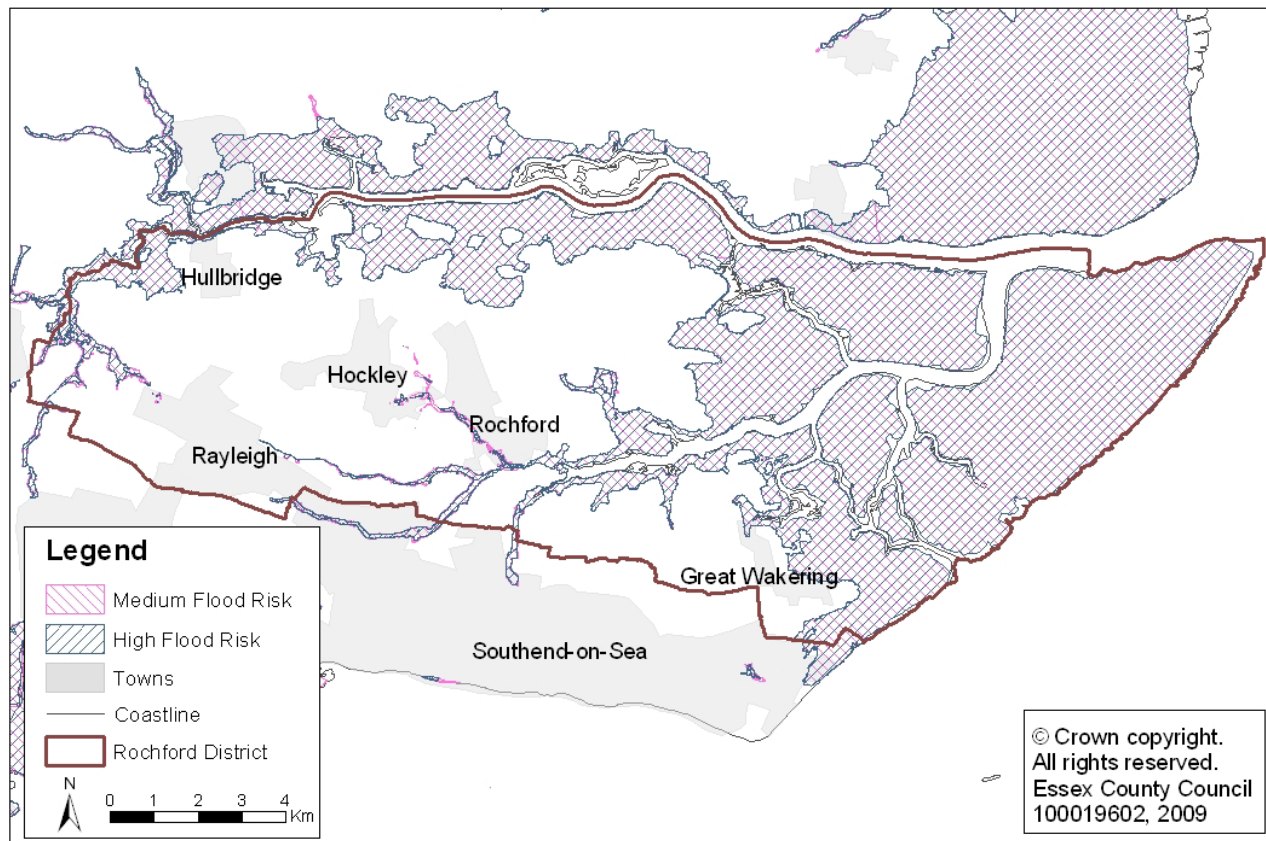 Hullbridge
Hockley
Rochford
Rayleigh
Great Wakering
Southend-on-Sea
Legend
Medium Flood Risk
High Flood Risk
Towns
Coastline
Rochford District
N
0 1 2 3 4
Km
© Crown copyright.
All rights reserved.
Essex County Council
100019602, 2009